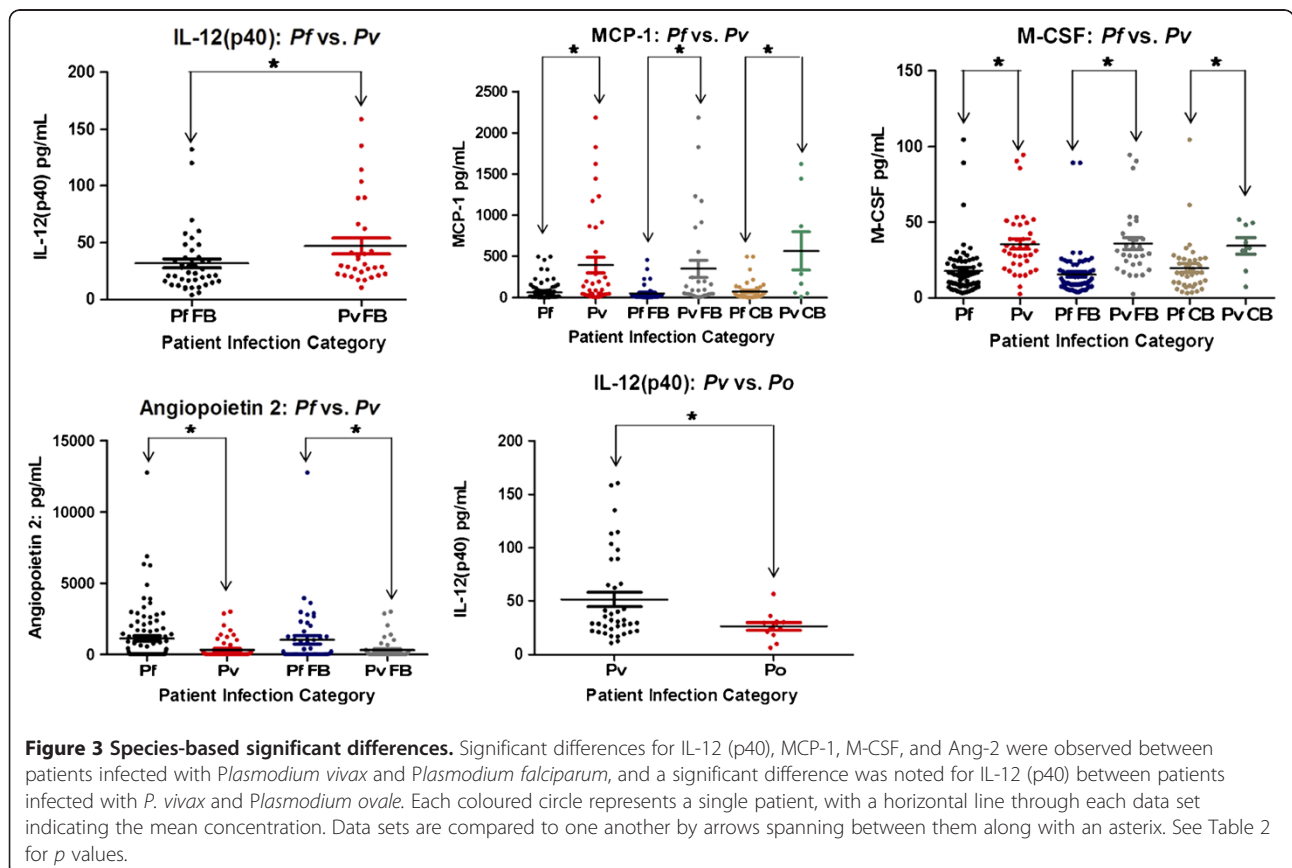 IL-12(p40): Pf vs. Pv
*
IL-12(p40) pg/mL
200
150
100
50
0
Pf FB Pv FB
Patient Infection Category
MCP-1: Pf vs. Pv
* * *
MCP-1 pg/mL
2500
2000
1500
1000
500
0
Pf Pv Pf FB Pv FB Pf CB Pv CB
Patient Infection Category
M-CSF: Pf vs. Pv
* * *
M-CSF pg/mL
150
100
50
0
Pf Pv Pf FB Pv FB Pf CB Pv CB
Patient Infection Category
Angiopoietin 2: Pf vs. Pv
* *
Angiopoietin 2: pg/mL
15000
10000
5000
0
Pf Pv Pf FB Pv FB
Patient Infection Category
IL-12(p40): Pv vs. Po
*
IL-12(p40) pg/mL
200
150
100
50
0
Pv Po
Patient Infection Category
Figure 3 Species-based significant differences. Significant differences for IL-12 (p40), MCP-1, M-CSF, and Ang-2 were observed between
patients infected with Plasmodium vivax and Plasmodium falciparum, and a significant difference was noted for IL-12 (p40) between patients
infected with P. vivax and Plasmodium ovale. Each coloured circle represents a single patient, with a horizontal line through each data set
indicating the mean concentration. Data sets are compared to one another by arrows spanning between them along with an asterix. See Table 2
for p values.